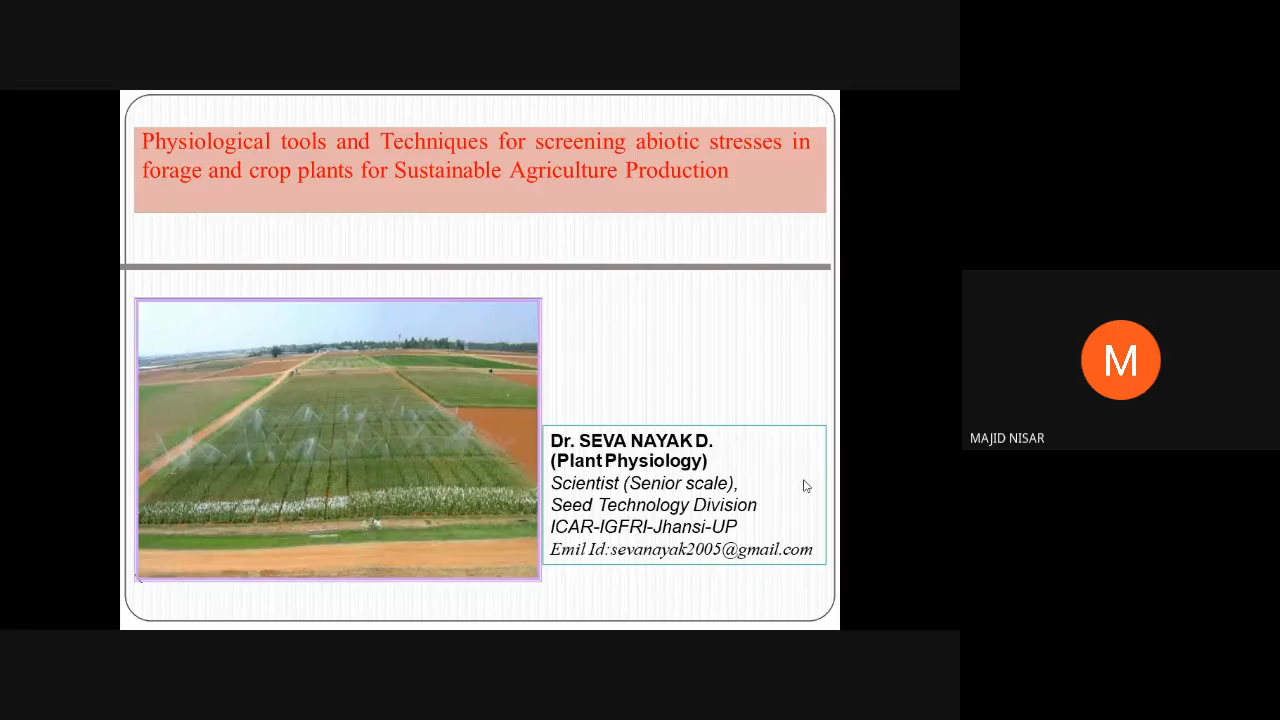 Physiological tools and Techniques for screening abiotic stresses in
forage and crop plants for Sustainable Agriculture Production
Dr. SEVA NAYAK D.
(Plant Physiology)
Scientist (Senior scale),
Seed Technology Division
ICAR-IGFRI-Jhansi-UP
Emil Id:sevanayak2005@gmail.com
M
MAJID NISAR